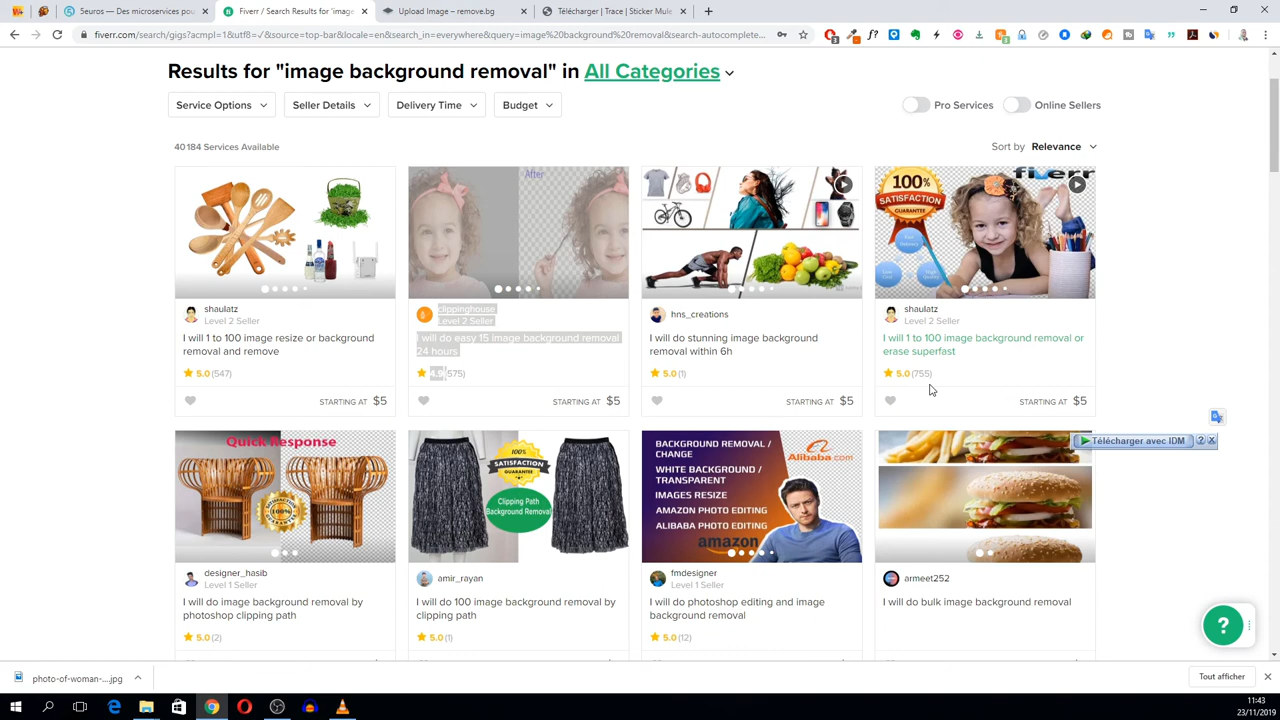 Seuros — Des microservices pou
Fiverr / Search Results for 'image
Upload Image – remove.bg
Télécharger | Trace | Sticker Mule
fiverr.com/search/gigs?acmpl=1&utf8=✓&source=top-bar&locale=en&search_in=everywhere&query=image%20background%20removal&search-autocomplete...
Results for "image background removal" in All Categories
Service Options
Seller Details
Delivery Time
Budget
Pro Services
Online Sellers
40 184 Services Available
Sort by Relevance
After
100%
GUARANTEE
fiverr
shaulatz
Level 2 Seller
I will 1 to 100 image resize or background
removal and remove
5.0 (547)
STARTING AT $5
clippinghouse
Level 2 Seller
I will do easy 15 image background removal
24 hours
4.9 (575)
STARTING AT $5
hns_creations
I will do stunning image background
removal within 6h
5.0 (1)
STARTING AT $5
shaulatz
Level 2 Seller
I will 1 to 100 image background removal or
erase superfast
5.0 (755)
STARTING AT $5
Télécharger avec IDM
Quick Response
100%
100%
SATISFACTION
GUARANTEE
Clipping Path
Background Removal
BACKGROUND REMOVAL /
CHANGE
WHITE BACKGROUND /
TRANSPARENT
IMAGES RESIZE
AMAZON PHOTO EDITING
ALIBABA PHOTO EDITING
amazon
Alibaba.com
designer_hasib
Level 1 Seller
I will do image background removal by
photoshop clipping path
5.0 (2)
amir_rayan
I will do 100 image background removal by
clipping path
5.0 (1)
fmdesigner
Level 1 Seller
I will do photoshop editing and image
background removal
5.0 (12)
armeet252
I will do bulk image background removal
?
photo-of-woman-....jpg
Tout afficher
11:43
23/11/2019